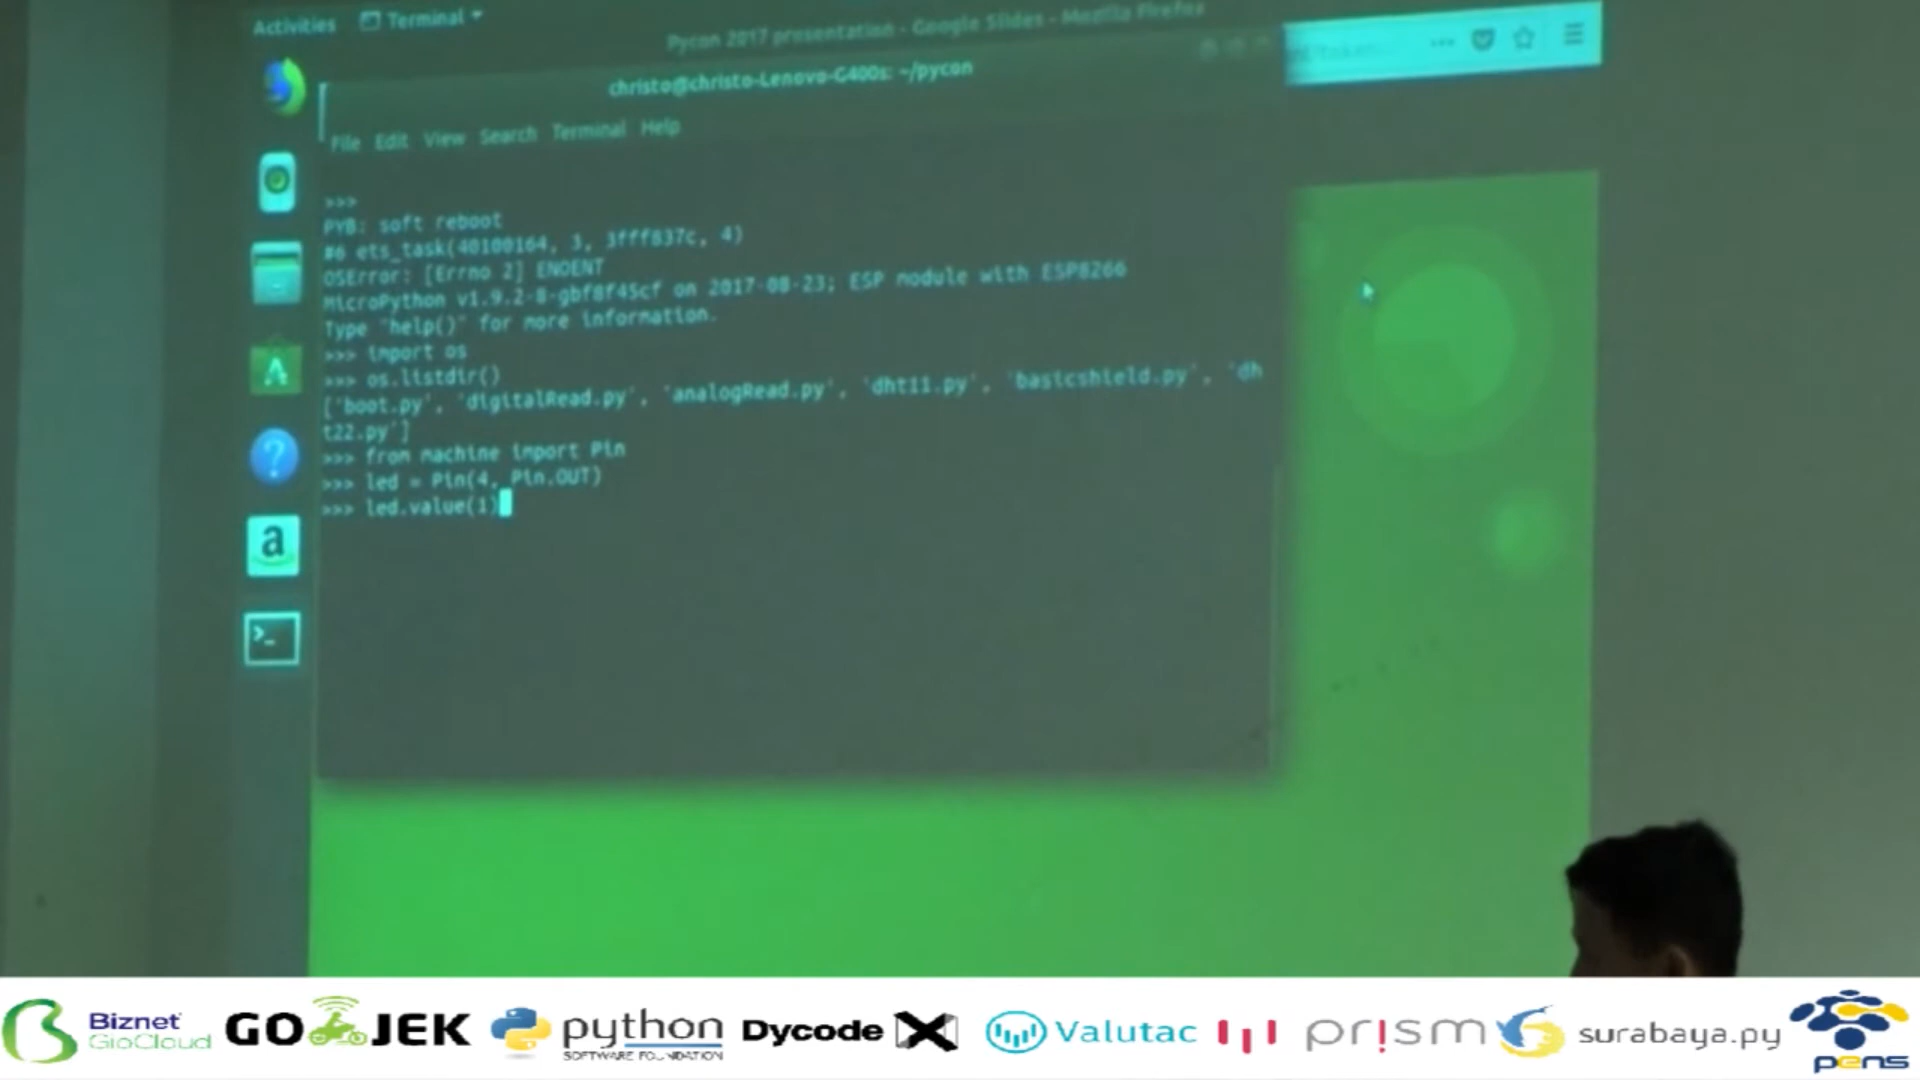 Activities Terminal
Pycon 2017 presentation - Google Slides - Mozilla Firefox
christo@christo-Lenovo-G400s: ~/pycon
File Edit View Search Terminal Help
>>>
PYB: soft reboot
#6 ets_task(40100164, 3, 3fff837c, 4)
OSError: [Errno 2] ENOENT
MicroPython v1.9.2-8-gbf8f45cf on 2017-08-23; ESP module with ESP8266
Type "help()" for more information.
>>> import os
>>> os.listdir()
['boot.py', 'digitalRead.py', 'analogRead.py', 'dht11.py', 'basicshield.py', 'dh
t22.py']
>>> from machine import Pin
>>> led = Pin(4, Pin.OUT)
>>> led.value(1)
Biznet GioCloud
GOJEK
python
SOFTWARE FOUNDATION
Dycode
Valutac
prism
surabaya.py
pens